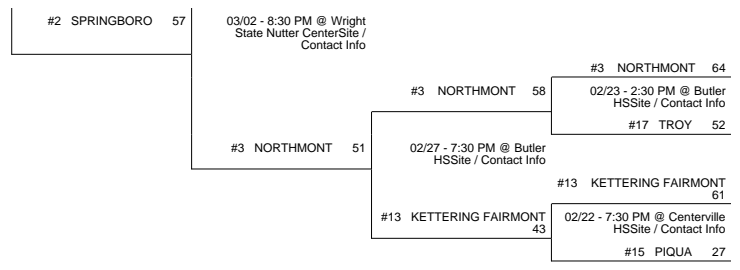 #2 SPRINGBORO 57
03/02 - 8:30 PM @ Wright
State Nutter CenterSite /
Contact Info
#3 NORTHMONT 64
#3 NORTHMONT 58
02/23 - 2:30 PM @ Butler
HSSite / Contact Info
#17 TROY 52
#3 NORTHMONT 51
02/27 - 7:30 PM @ Butler
HSSite / Contact Info
#13 KETTERING FAIRMONT
61
#13 KETTERING FAIRMONT
43
02/22 - 7:30 PM @ Centerville
HSSite / Contact Info
#15 PIQUA 27